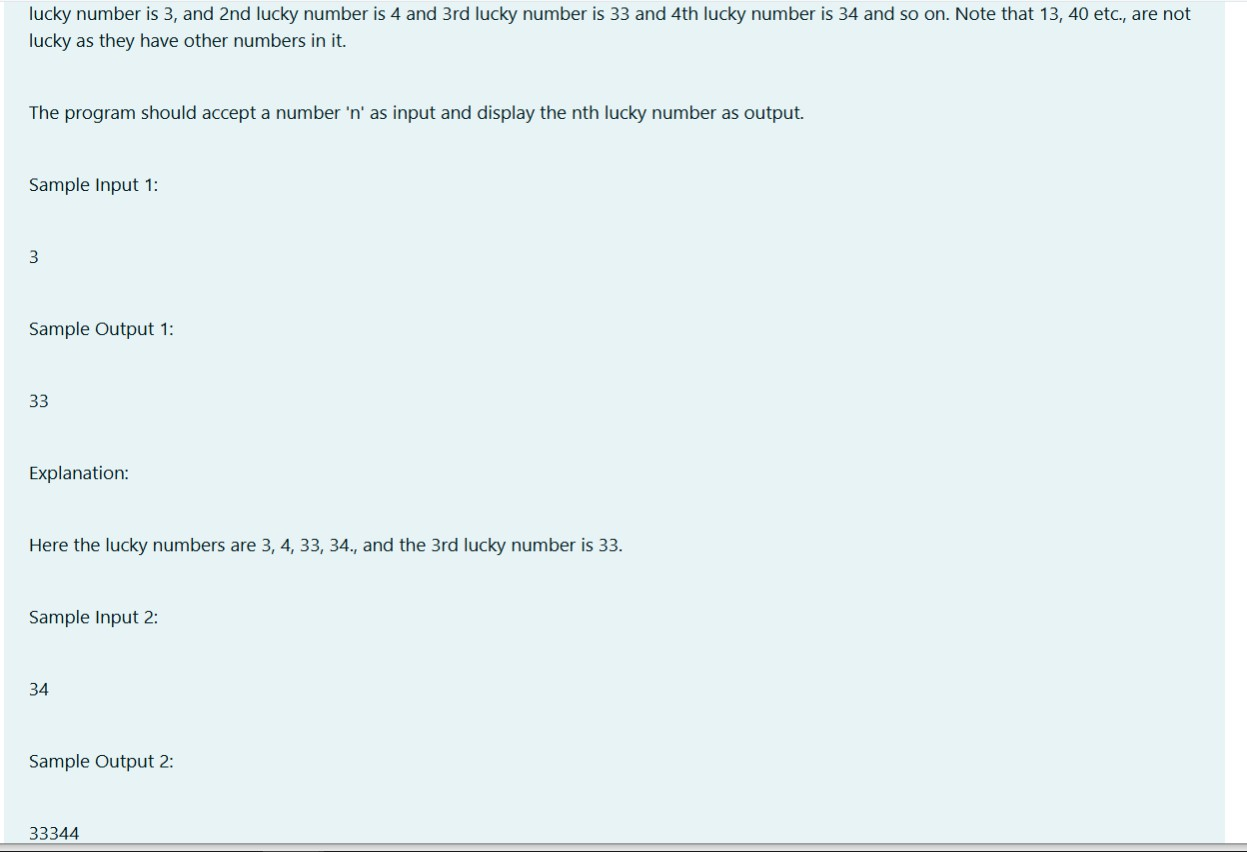 lucky number is 3, and 2nd lucky number is 4 and 3rd lucky number is 33 and 4th lucky number is 34 and so on. Note that 13, 40 etc., are not
lucky as they have other numbers in it.
The program should accept a number 'n' as input and display the nth lucky number as output.
Sample Input 1:
3
Sample Output 1:
33
Explanation:
Here the lucky numbers are 3, 4, 33, 34., and the 3rd lucky number is 33.
Sample Input 2:
34
Sample Output 2:
33344